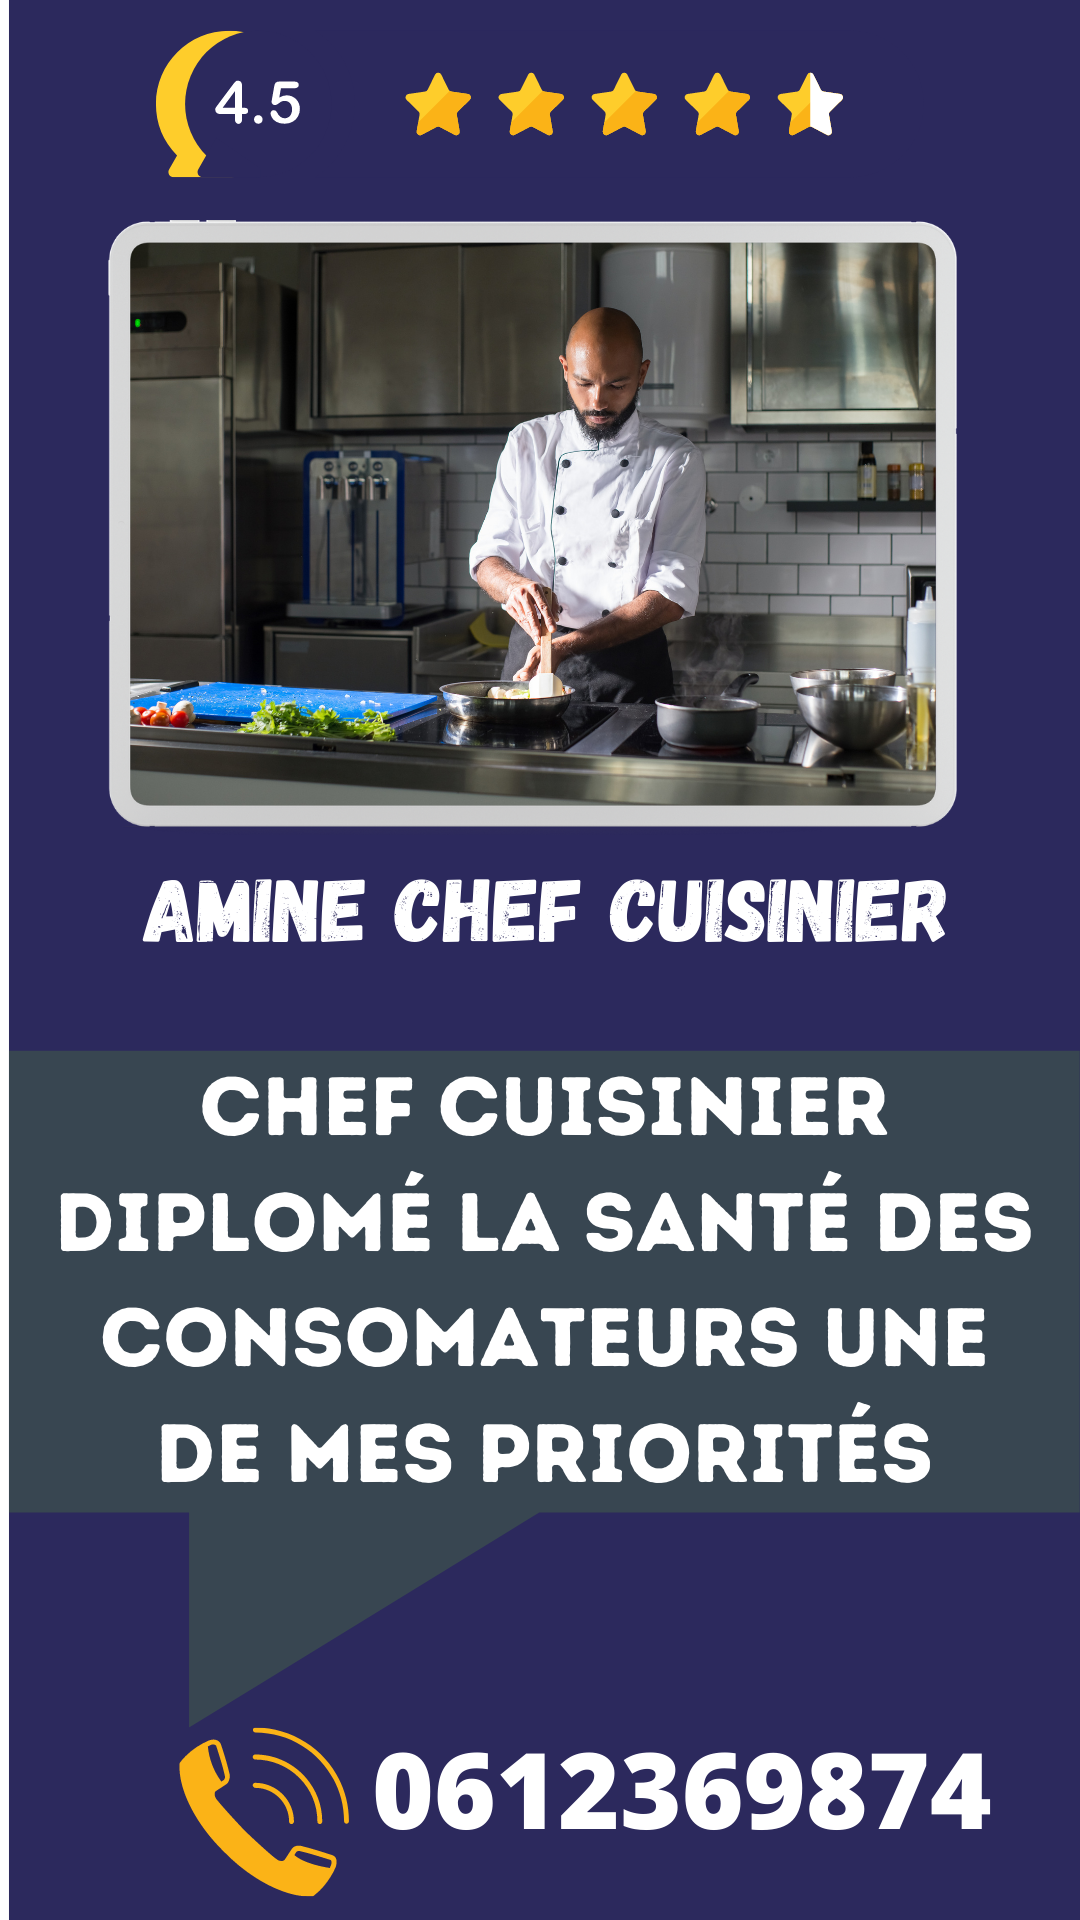 4.5
AMINE CHEF CUISINIER
CHEF CUISINIER
DIPLOMÉ LA SANTÉ DES
CONSOMATEURS UNE
DE MES PRIORITÉS
0612369874